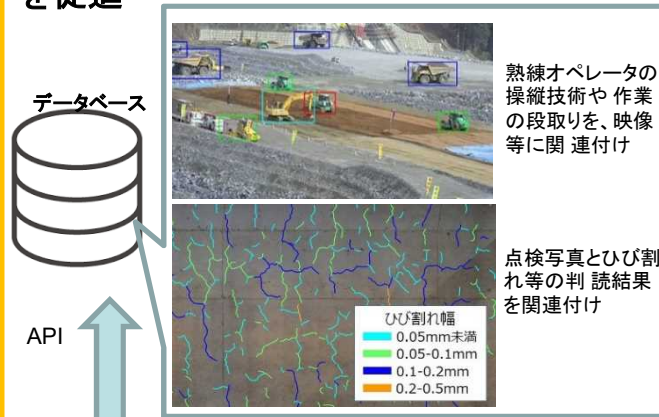 を促進
データベース
熟練オペレータの
操縦技術や 作業
の段取りを、映像
等に関 連付け
点検写真とひび割
れ等の判 読結果
を関連付け
ひび割れ幅
0.05mm未満
0.05-0.1mm
0.1-0.2mm
0.2-0.5mm
API